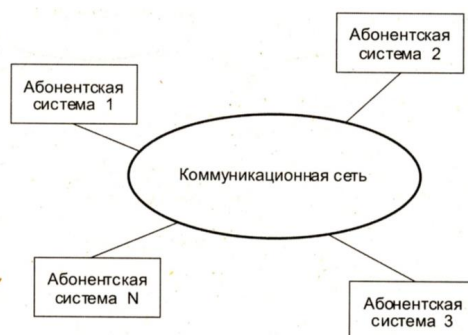 Абонентская
система 1
Абонентская
система 2
Коммуникационная сеть
Абонентская
система N
Абонентская
система 3